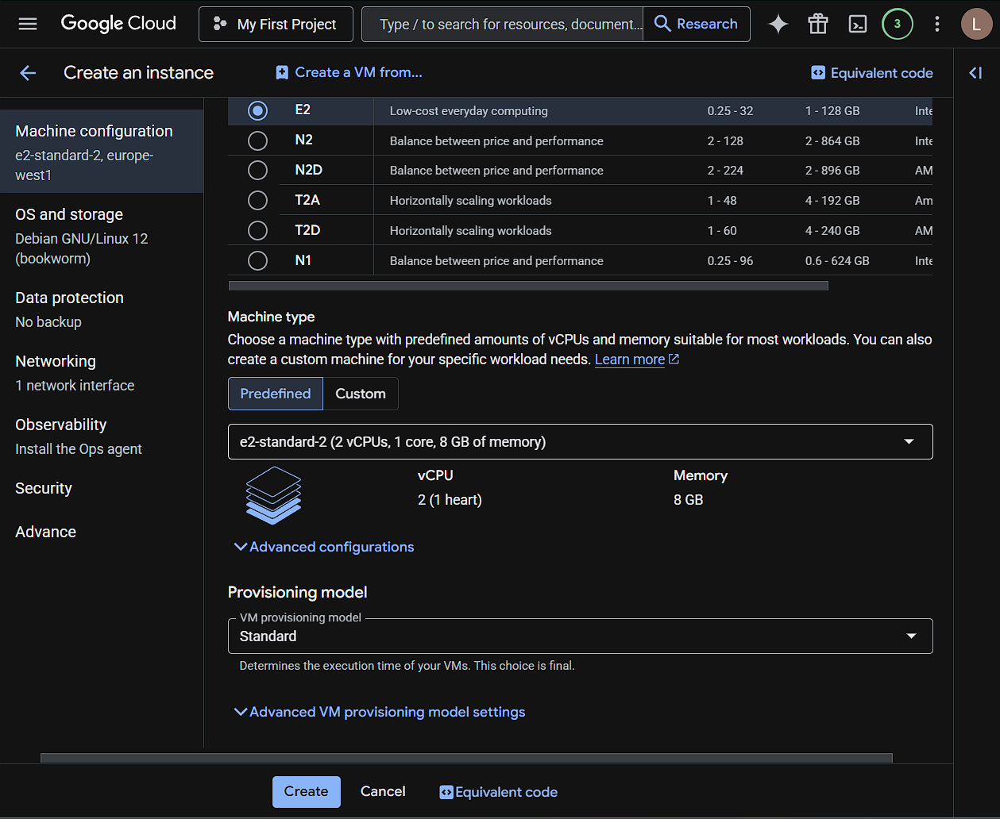 Google Cloud
My First Project
Type / to search for resources, document...
Research
3
L
Create an instance
Create a VM from...
Equivalent code
Machine configuration
e2-standard-2, europe-
west1
OS and storage
Debian GNU/Linux 12
(bookworm)
Data protection
No backup
Networking
1 network interface
Observability
Install the Ops agent
Security
Advance
E2 Low-cost everyday computing 0.25 - 32 1 - 128 GB Inte
N2 Balance between price and performance 2 - 128 2 - 864 GB Inte
N2D Balance between price and performance 2 - 224 2 - 896 GB AM
T2A Horizontally scaling workloads 1 - 48 4 - 192 GB Am
T2D Horizontally scaling workloads 1 - 60 4 - 240 GB AM
N1 Balance between price and performance 0.25 - 96 0.6 - 624 GB Inte
Machine type
Choose a machine type with predefined amounts of vCPUs and memory suitable for most workloads. You can also
create a custom machine for your specific workload needs. Learn more
Predefined Custom
e2-standard-2 (2 vCPUs, 1 core, 8 GB of memory)
vCPU Memory
2 (1 heart) 8 GB
Advanced configurations
Provisioning model
VM provisioning model
Standard
Determines the execution time of your VMs. This choice is final.
Advanced VM provisioning model settings
Create Cancel Equivalent code